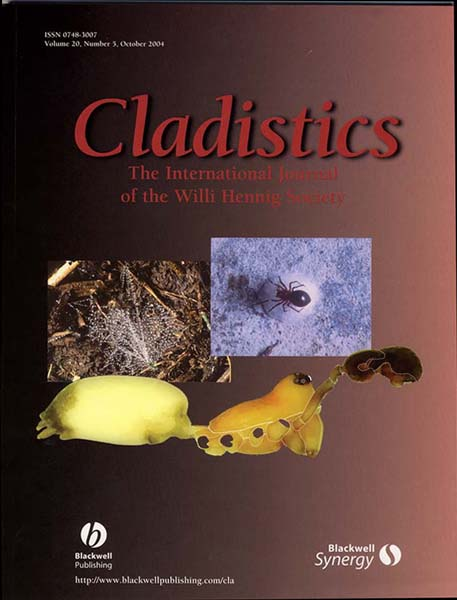 ISSN 0748-3007
Volume 20, Number 5, October 2004
Cladistics
The International Journal
of the Willi Hennig Society
b
Blackwell
Publishing
http://www.blackwellpublishing.com/cla
Blackwell
Synergy